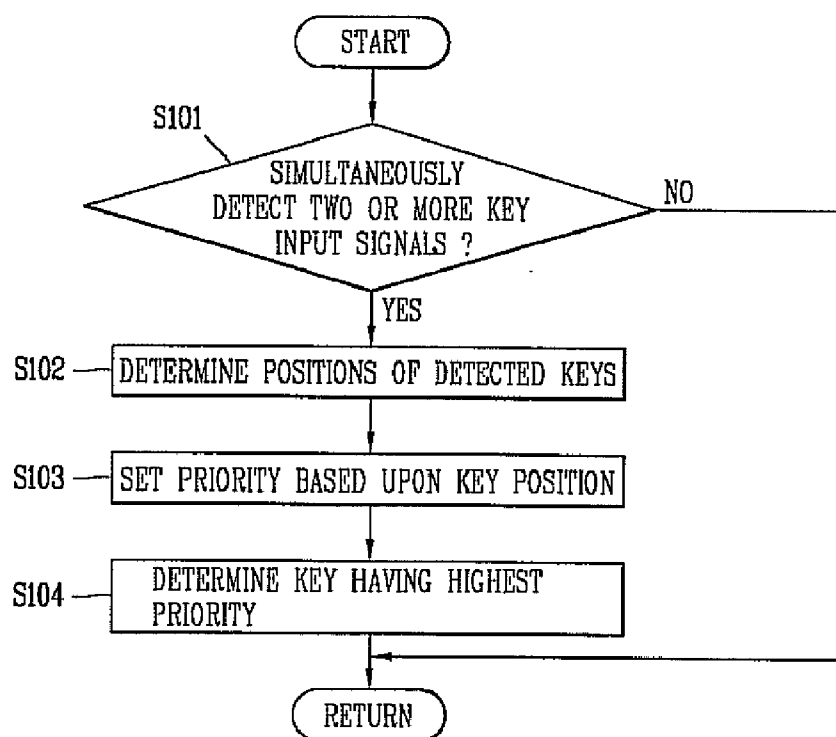 START
S101
SIMULTANEOUSLY
DETECT TWO OR MORE KEY
INPUT SIGNALS ?
NO
YES
S102
DETERMINE POSITIONS OF DETECTED KEYS
S103
SET PRIORITY BASED UPON KEY POSITION
S104
DETERMINE KEY HAVING HIGHEST
PRIORITY
RETURN